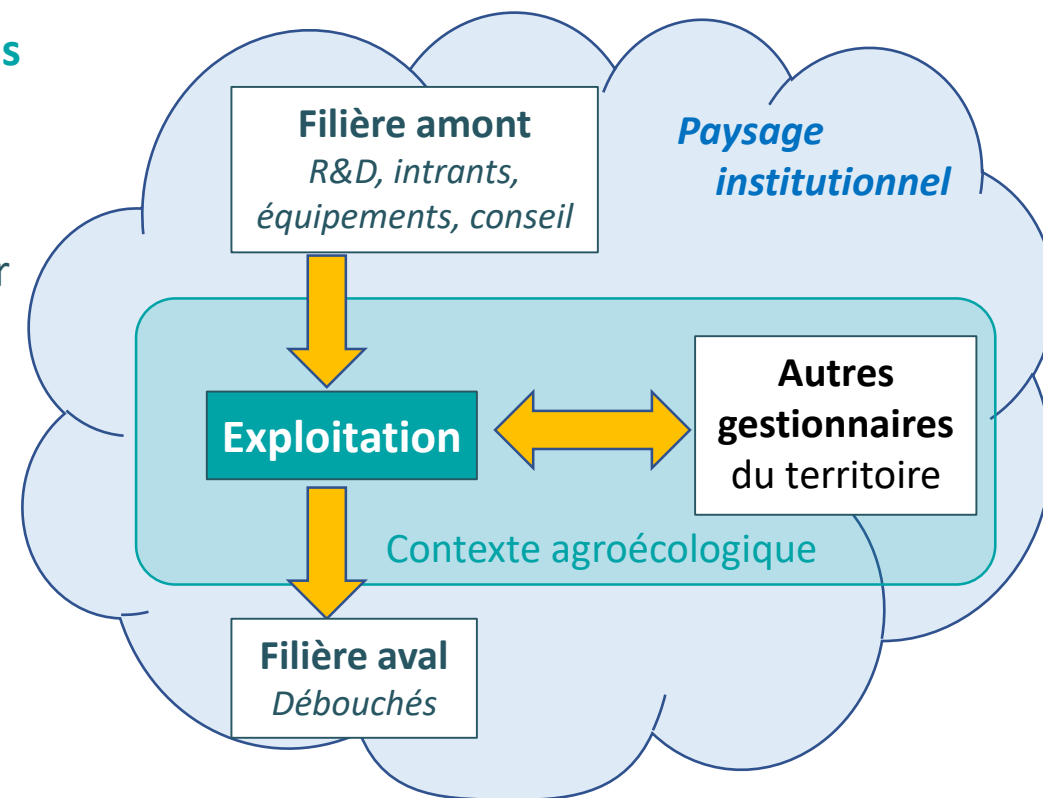 s
Filière amont
R&D, intrants,
équipements, conseil
Paysage
institutionnel
r
Exploitation
Autres
gestionnaires
du territoire
Contexte agroécologique
Filière aval
Débouchés